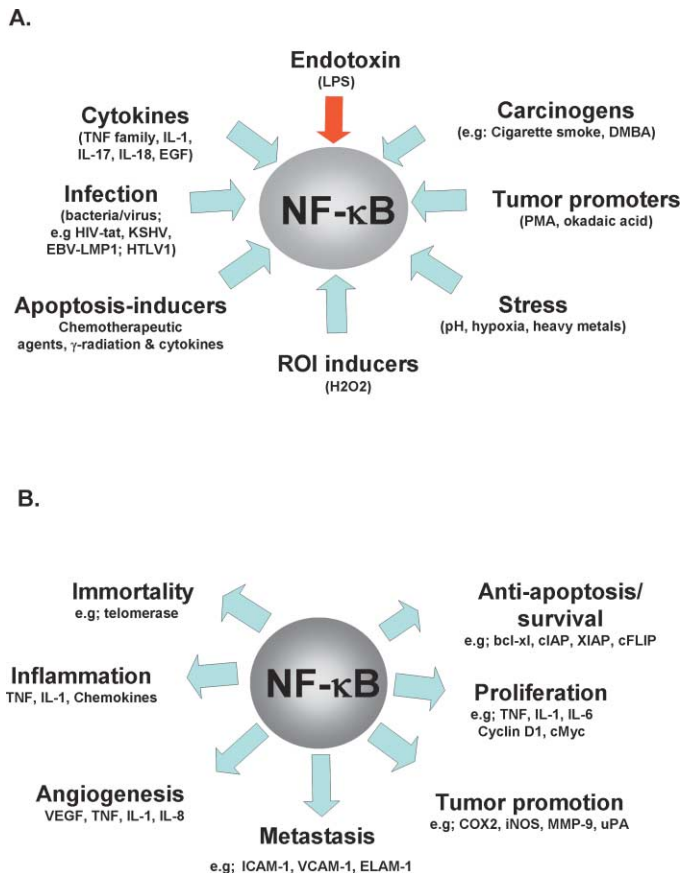 A.
Endotoxin
(LPS)
Cytokines
(TNF family, IL-1,
IL-17, IL-18, EGF)
Carcinogens
(e.g: Cigarette smoke, DMBA)
Infection
(bacteria/virus;
e.g HIV-tat, KSHV,
EBV-LMP1; HTLV1)
NF-κB
Tumor promoters
(PMA, okadaic acid)
Apoptosis-inducers
Chemotherapeutic
agents, γ-radiation & cytokines
Stress
(pH, hypoxia, heavy metals)
ROI inducers
(H2O2)
B.
Immortality
e.g; telomerase
Anti-apoptosis/
survival
e.g; bcl-xl, cIAP, XIAP, cFLIP
Inflammation
TNF, IL-1, Chemokines
NF-κB
Proliferation
e.g; TNF, IL-1, IL-6
Cyclin D1, cMyc
Angiogenesis
VEGF, TNF, IL-1, IL-8
Tumor promotion
e.g; COX2, iNOS, MMP-9, uPA
Metastasis
e.g; ICAM-1, VCAM-1, ELAM-1